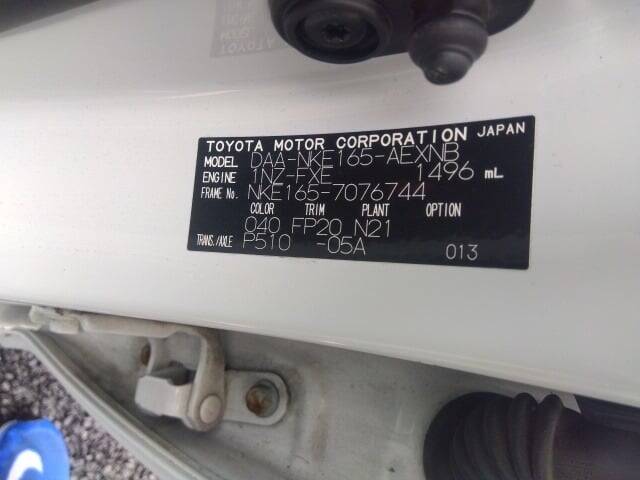 TOYOTA MOTOR CORPORATION JAPAN
MODEL DAA-NKE165-AEXNB
ENGINE 1NZ-FXE 1496 mL
FRAME No. NKE165-7076744
COLOR TRIM PLANT OPTION
040 FP20 N21
TRANS./AXLE P510 -05A 013